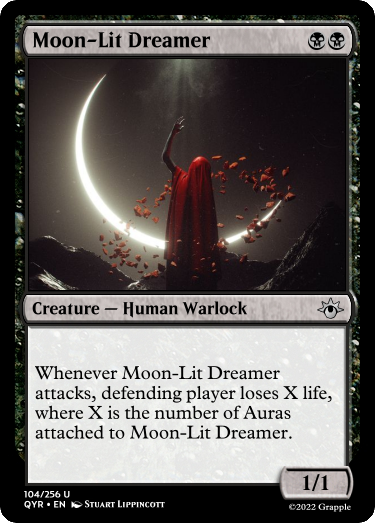 Moon-Lit Dreamer
Creature — Human Warlock
Whenever Moon-Lit Dreamer
attacks, defending player loses X life,
where X is the number of Auras
attached to Moon-Lit Dreamer.
1/1
104/256 U
QYR • EN Stuart Lippincott
©2022 Grapple